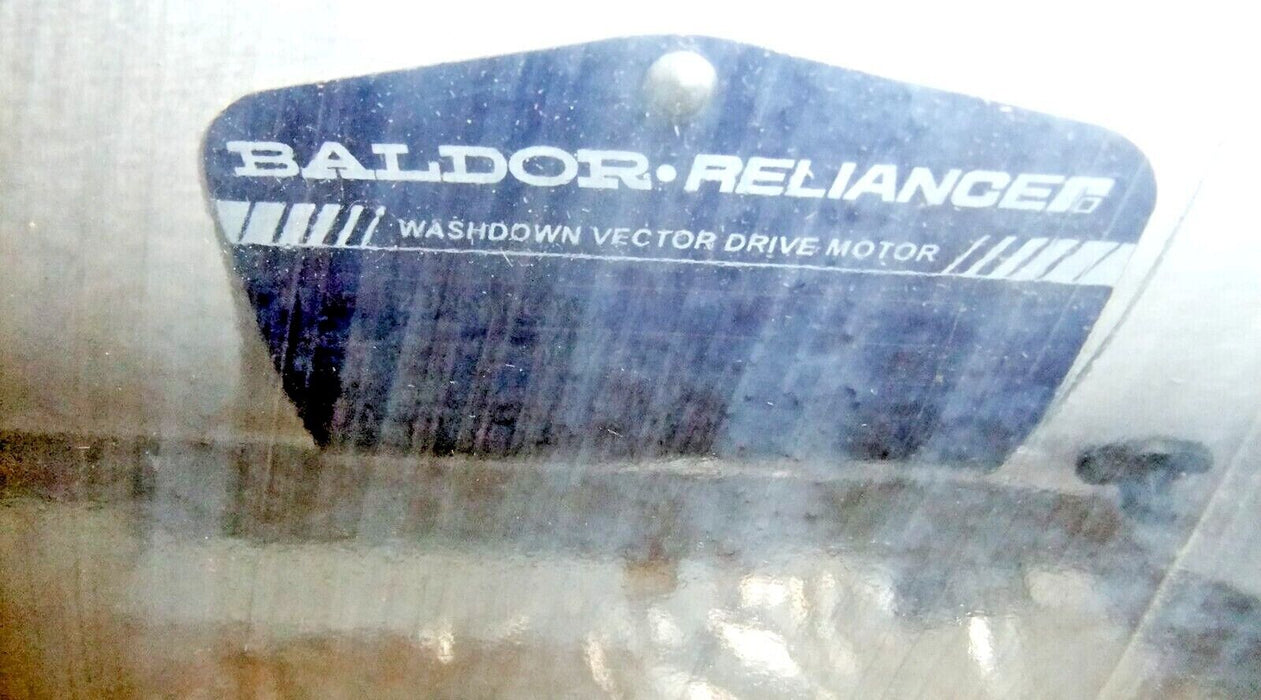 BALDOR • RELIANCE
WASHDOWN VECTOR DRIVE MOTOR